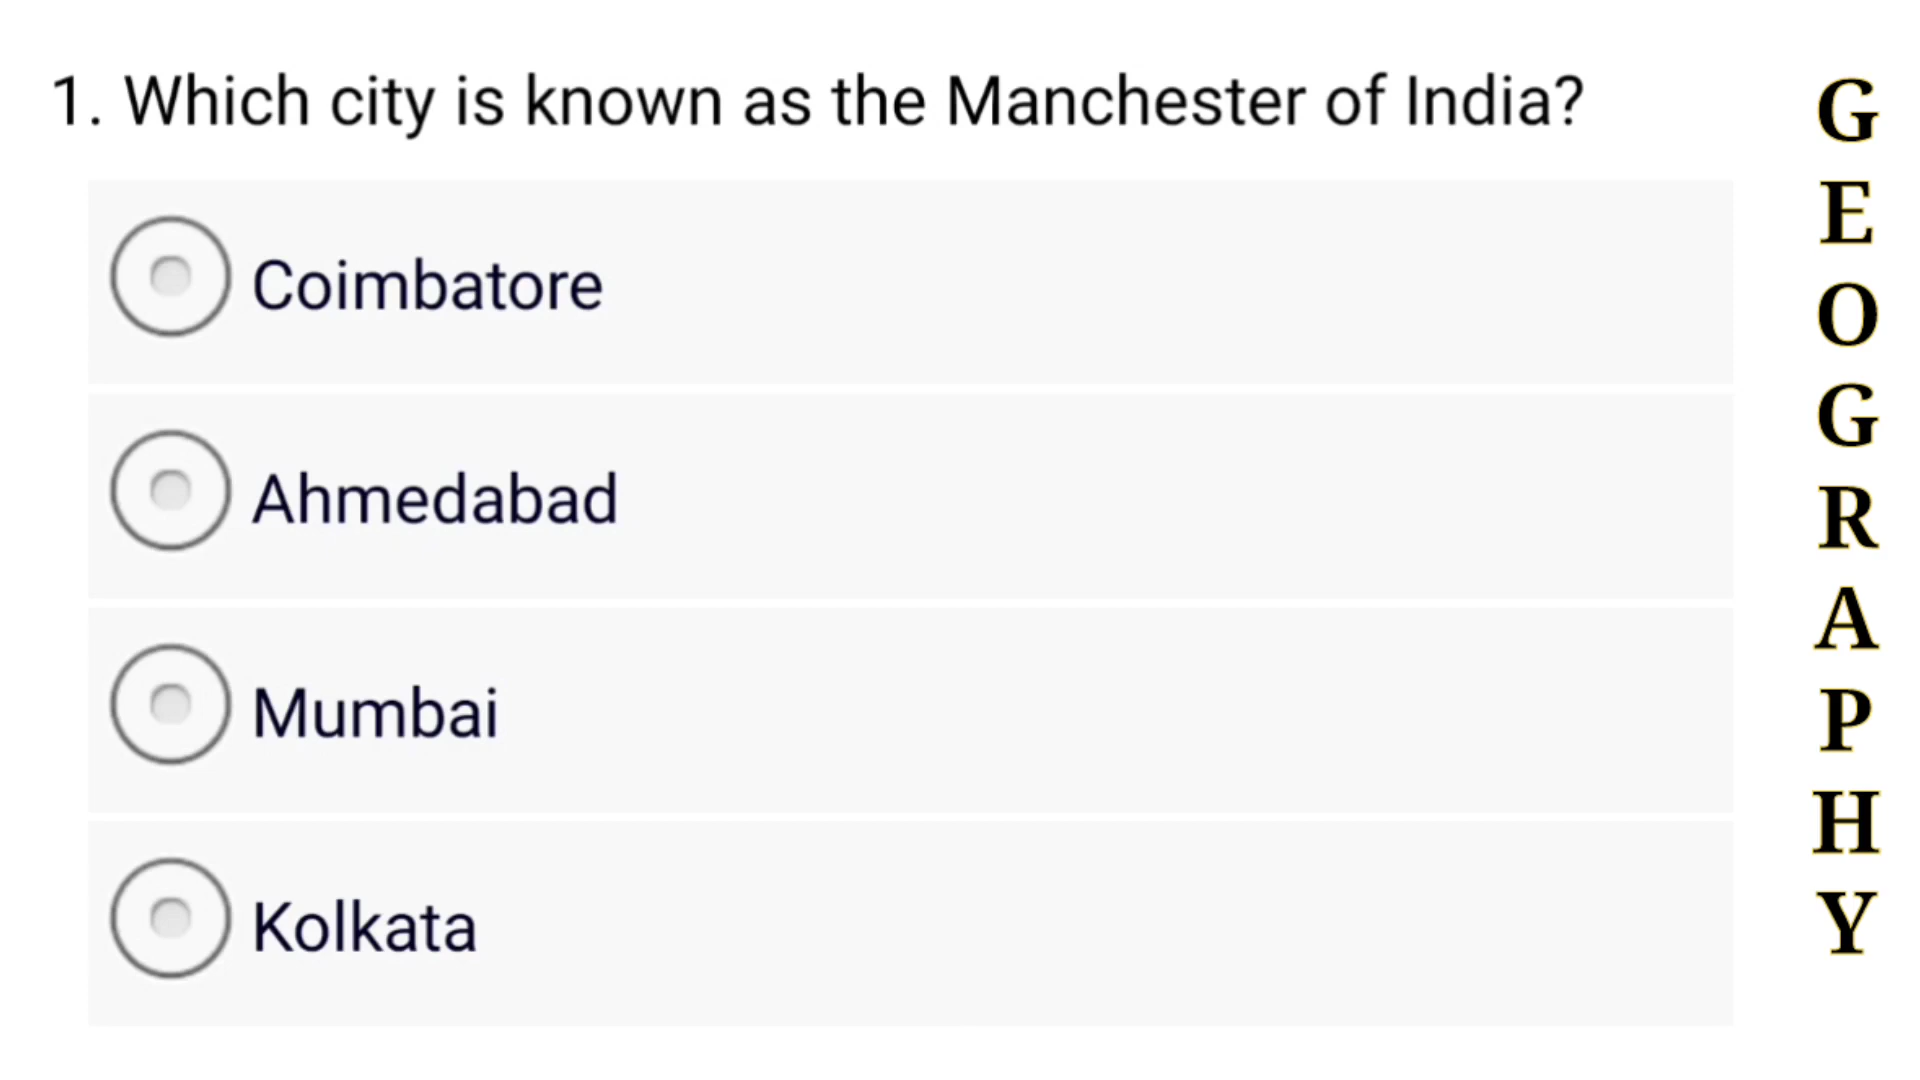 1. Which city is known as the Manchester of India?
Coimbatore
Ahmedabad
Mumbai
Kolkata
G
E
O
G
R
A
P
H
Y